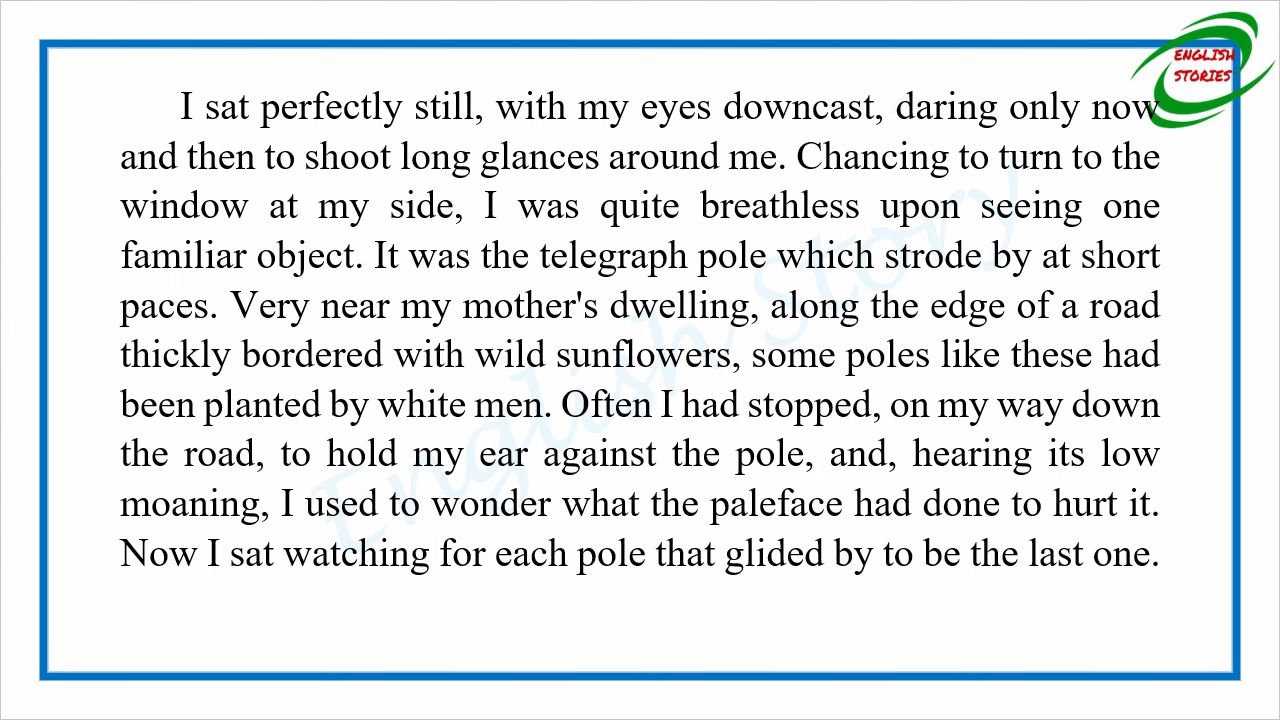 ENGLISH
STORIES
I sat perfectly still, with my eyes downcast, daring only now
and then to shoot long glances around me. Chancing to turn to the
window at my side, I was quite breathless upon seeing one
familiar object. It was the telegraph pole which strode by at short
paces. Very near my mother's dwelling, along the edge of a road
thickly bordered with wild sunflowers, some poles like these had
been planted by white men. Often I had stopped, on my way down
the road, to hold my ear against the pole, and, hearing its low
moaning, I used to wonder what the paleface had done to hurt it.
Now I sat watching for each pole that glided by to be the last one.
English Story